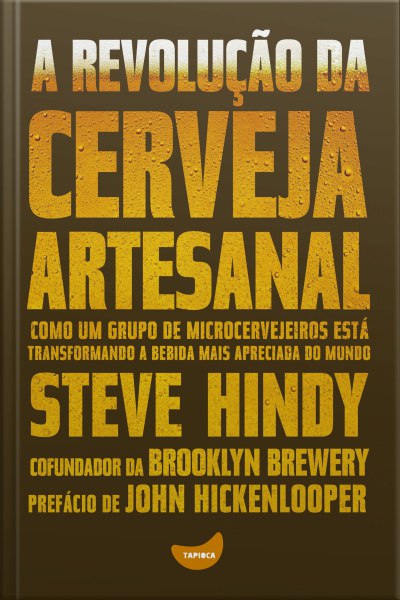 A REVOLUÇÃO DA
CERVEJA
ARTESANAL
COMO UM GRUPO DE MICROCERVEJEIROS ESTÁ
TRANSFORMANDO A BEBIDA MAIS APRECIADA DO MUNDO
STEVE HINDY
COFUNDADOR DA BROOKLYN BREWERY
PREFÁCIO DE JOHN HICKENLOOPER
TAPIOCA